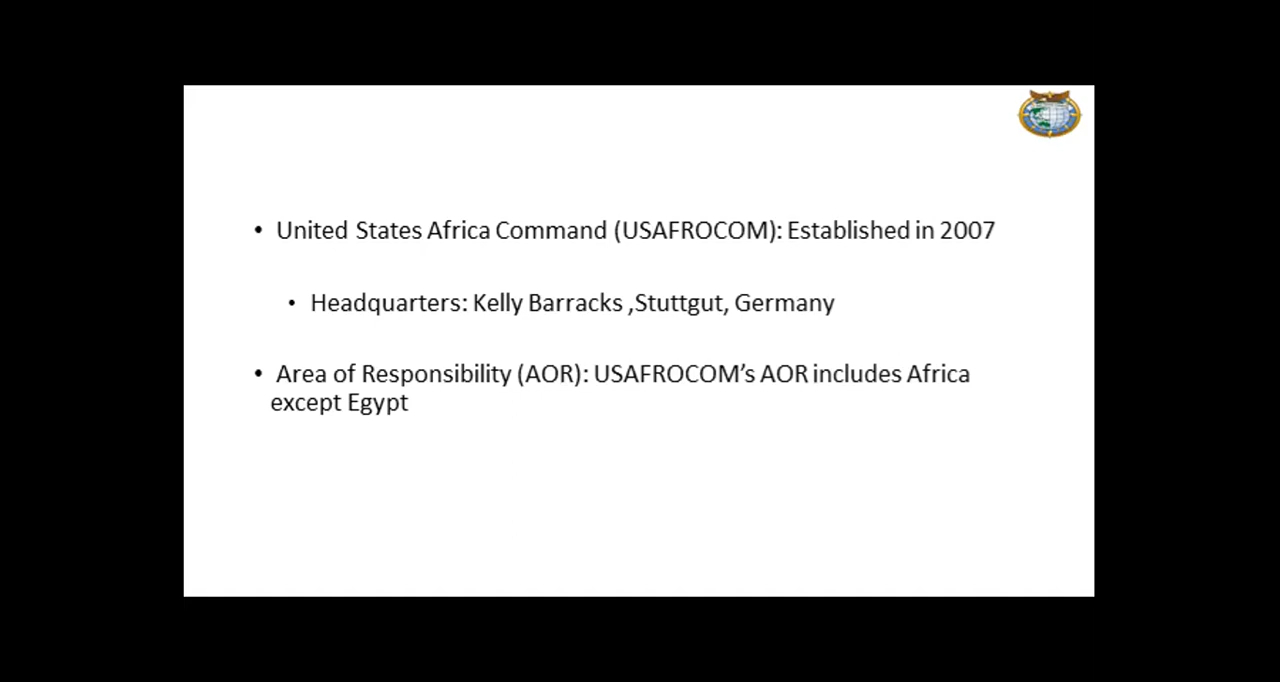 • United States Africa Command (USAFROCOM): Established in 2007
• Headquarters: Kelly Barracks ,Stuttgut, Germany
• Area of Responsibility (AOR): USAFROCOM’s AOR includes Africa
except Egypt